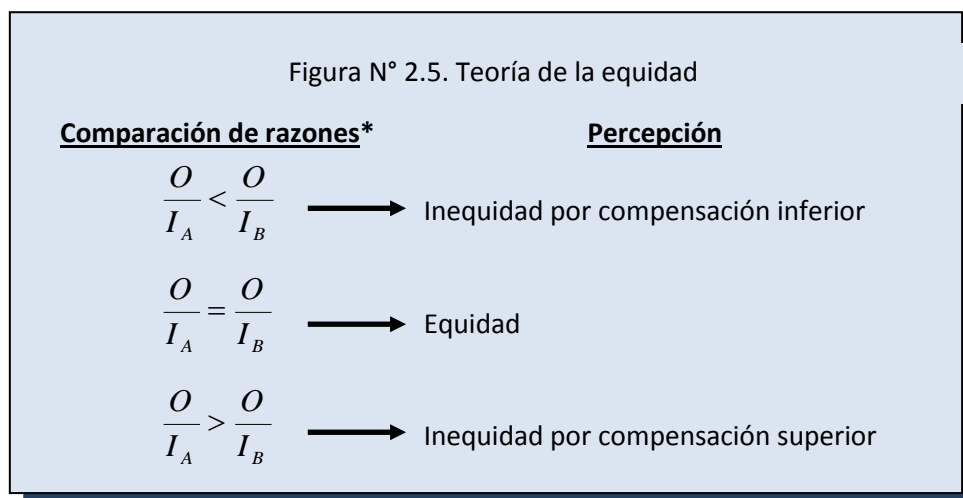 Figura N° 2.5. Teoría de la equidad
Comparación de razones* Percepción
O/I_A < O/I_B Inequidad por compensación inferior
O/I_A = O/I_B Equidad
O/I_A > O/I_B Inequidad por compensación superior